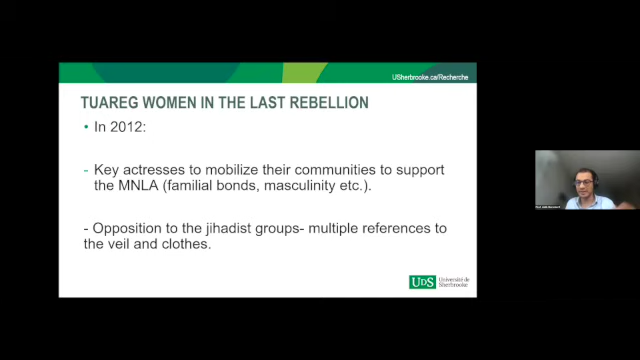 USherbrooke.ca/Recherche
TUAREG WOMEN IN THE LAST REBELLION
• In 2012:
- Key actresses to mobilize their communities to support
the MNLA (familial bonds, masculinity etc.).
- Opposition to the jihadist groups- multiple references to
the veil and clothes.
UDS Université de
Sherbrooke